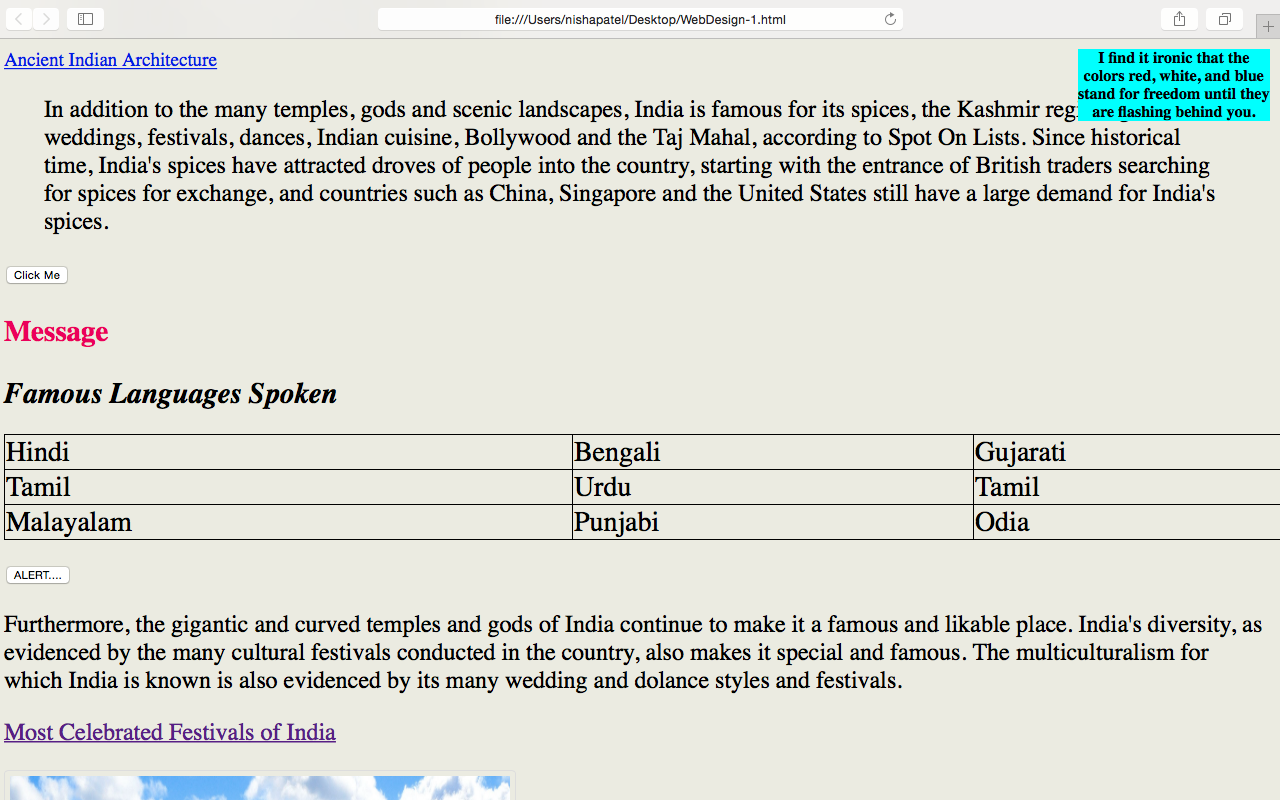 file:///Users/nishapatel/Desktop/WebDesign-1.html
Ancient Indian Architecture
I find it ironic that the
colors red, white, and blue
stand for freedom until they
are flashing behind you.
In addition to the many temples, gods and scenic landscapes, India is famous for its spices, the Kashmir
weddings, festivals, dances, Indian cuisine, Bollywood and the Taj Mahal, according to Spot On Lists. Since historical
time, India's spices have attracted droves of people into the country, starting with the entrance of British traders searching
for spices for exchange, and countries such as China, Singapore and the United States still have a large demand for India's
spices.
Click Me
Message
Famous Languages Spoken
Hindi Bengali Gujarati
Tamil Urdu Tamil
Malayalam Punjabi Odia
ALERT....
Furthermore, the gigantic and curved temples and gods of India continue to make it a famous and likable place. India's diversity, as
evidenced by the many cultural festivals conducted in the country, also makes it special and famous. The multiculturalism for
which India is known is also evidenced by its many wedding and dolance styles and festivals.
Most Celebrated Festivals of India